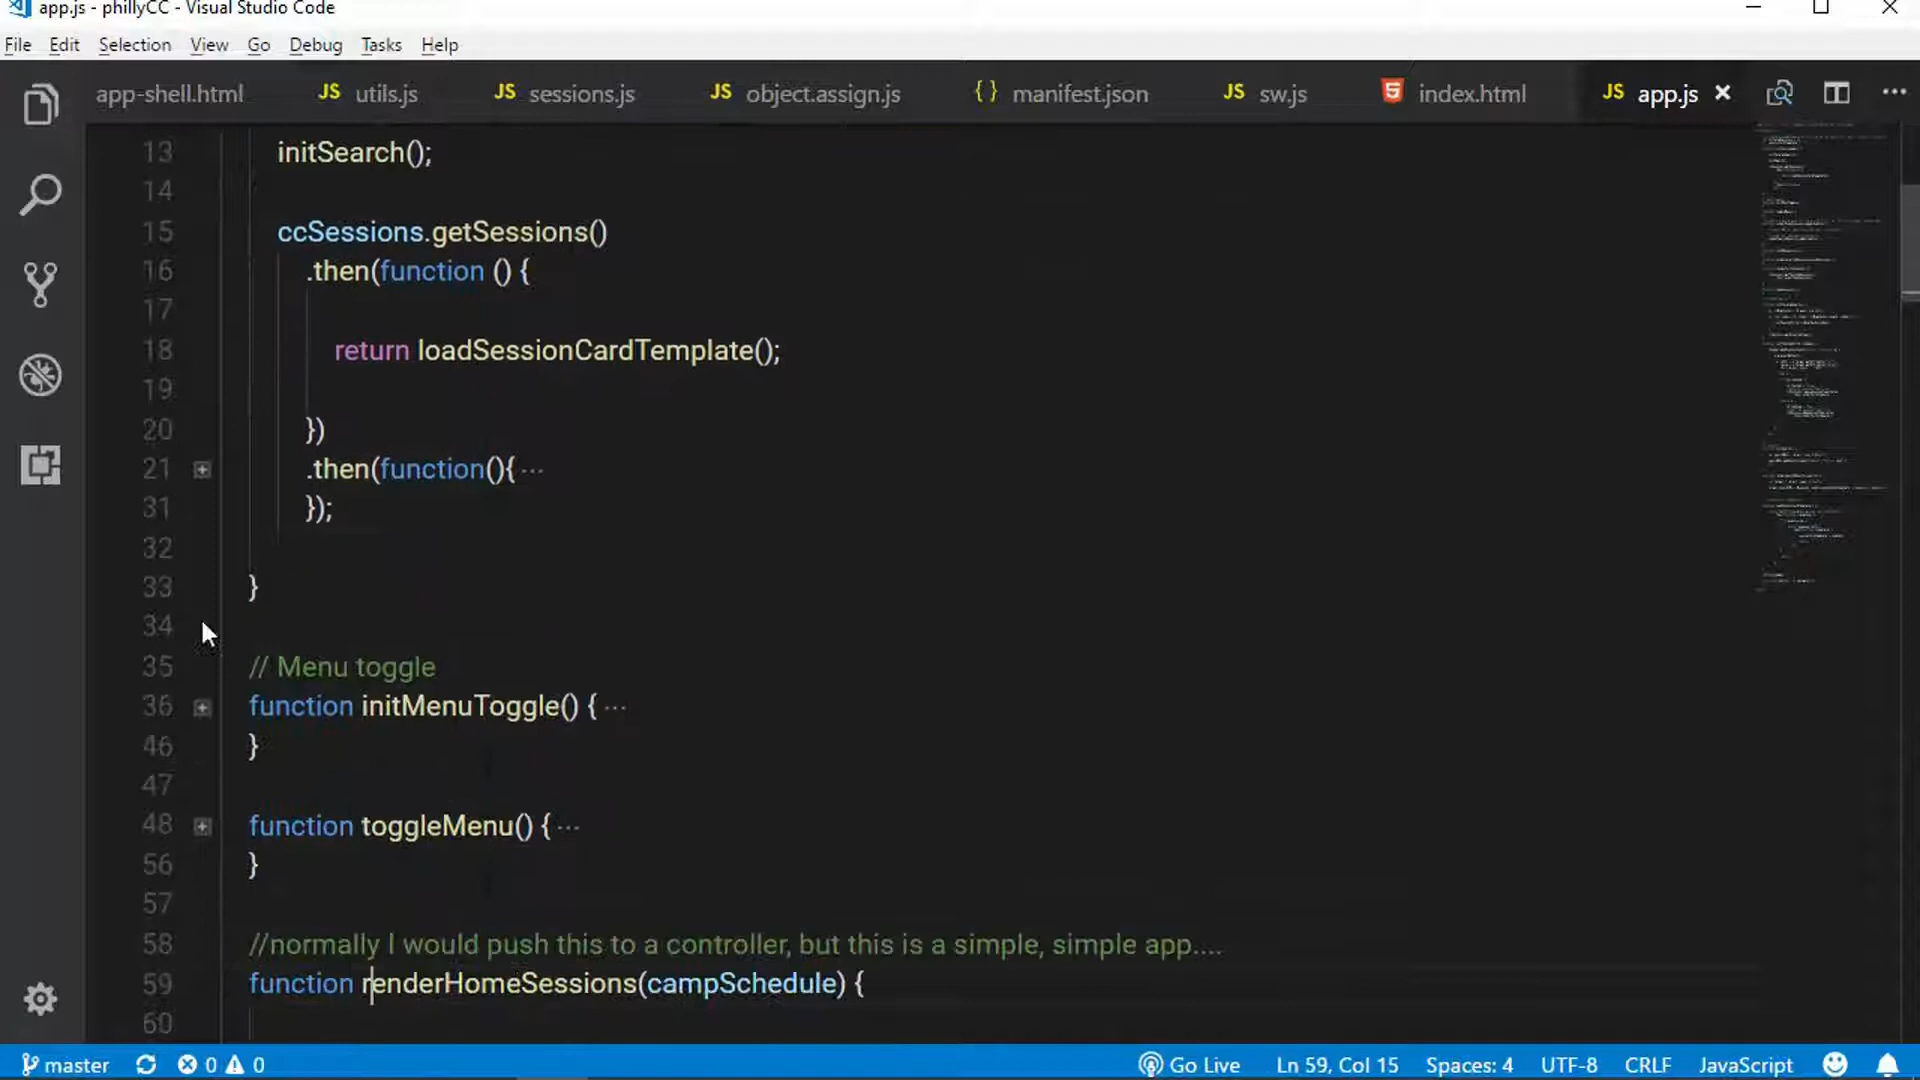 app.js - phillyCC - Visual Studio Code
File Edit Selection View Go Debug Tasks Help
app-shell.html JS utils.js JS sessions.js JS object.assign.js {} manifest.json JS sw.js 5 index.html JS app.js
13 initSearch();
14
15 ccSessions.getSessions()
16 .then(function () {
17
18 return loadSessionCardTemplate();
19
20 })
21 .then(function(){ ...
31 });
32
33 }
34
35 // Menu toggle
36 function initMenuToggle() { ...
46 }
47
48 function toggleMenu() { ...
56 }
57
58 //normally I would push this to a controller, but this is a simple, simple app....
59 function renderHomeSessions(campSchedule) {
60
master 0 0 Go Live Ln 59, Col 15 Spaces: 4 UTF-8 CRLF JavaScript